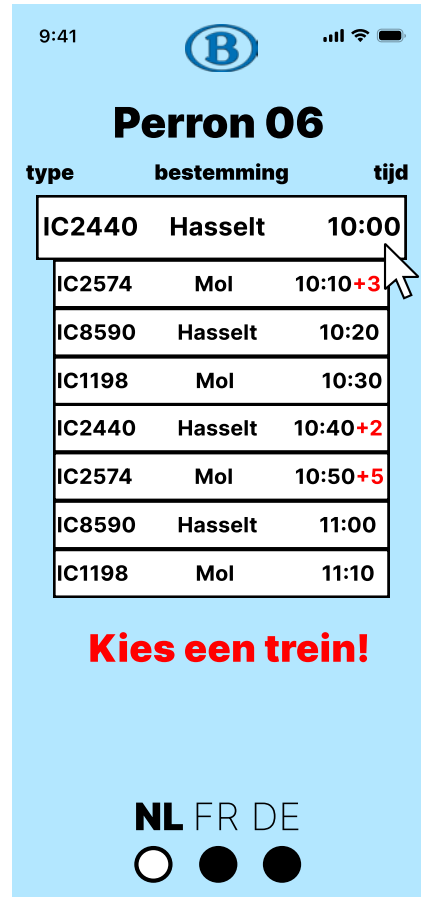 9:41
B
Perron 06
type bestemming tijd
IC2440 Hasselt 10:00
IC2574 Mol 10:10+3
IC8590 Hasselt 10:20
IC1198 Mol 10:30
IC2440 Hasselt 10:40+2
IC2574 Mol 10:50+5
IC8590 Hasselt 11:00
IC1198 Mol 11:10
Kies een trein!
NL FR DE